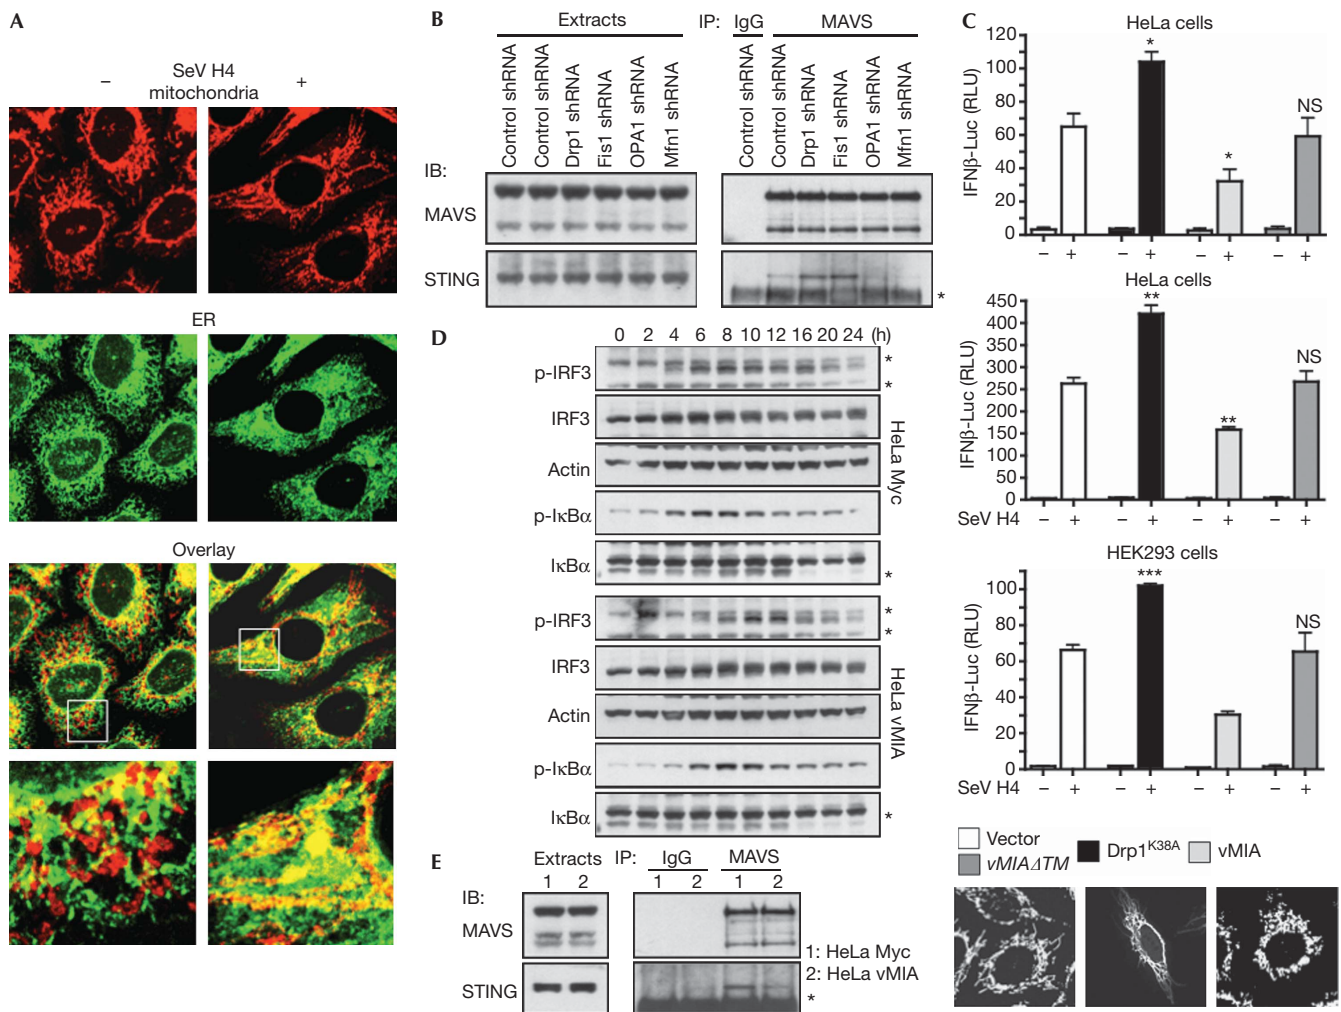 A
SeV H4
– mitochondria +
ER
Overlay
B
Extracts
IP: IgG MAVS
Control shRNA
Control shRNA
Drp1 shRNA
Fis1 shRNA
OPA1 shRNA
Mfn1 shRNA
Control shRNA
Control shRNA
Drp1 shRNA
Fis1 shRNA
OPA1 shRNA
Mfn1 shRNA
IB:
MAVS
STING
*
C
HeLa cells
IFNβ-Luc (RLU)
120
100
80
60
40
20
0
*
*
NS
– + – + – + – +
HeLa cells
IFNβ-Luc (RLU)
450
400
350
300
250
200
150
100
50
0
**
**
NS
SeV H4 – + – + – + – +
HEK293 cells
IFNβ-Luc (RLU)
100
80
60
40
20
0
***
NS
SeV H4 – + – + – + – +
Vector
Drp1K38A
vMIA
vMIAΔTM
D
0 2 4 6 8 10 12 16 20 24 (h)
p-IRF3
*
*
IRF3
Actin
p-IκBα
IκBα
*
HeLa Myc
p-IRF3
*
*
IRF3
Actin
p-IκBα
IκBα
*
HeLa vMIA
E
Extracts IP: IgG MAVS
1 2 1 2 1 2
IB:
MAVS
STING
1: HeLa Myc
2: HeLa vMIA
*